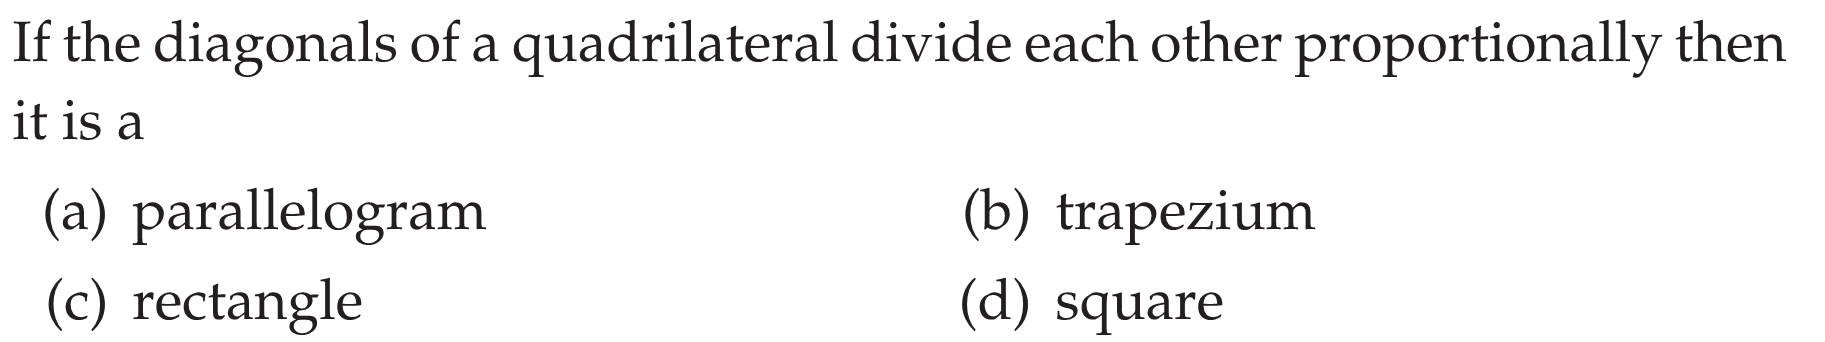 If the diagonals of a quadrilateral divide each other proportionally then
it is a
(a) parallelogram (b) trapezium
(c) rectangle (d) square